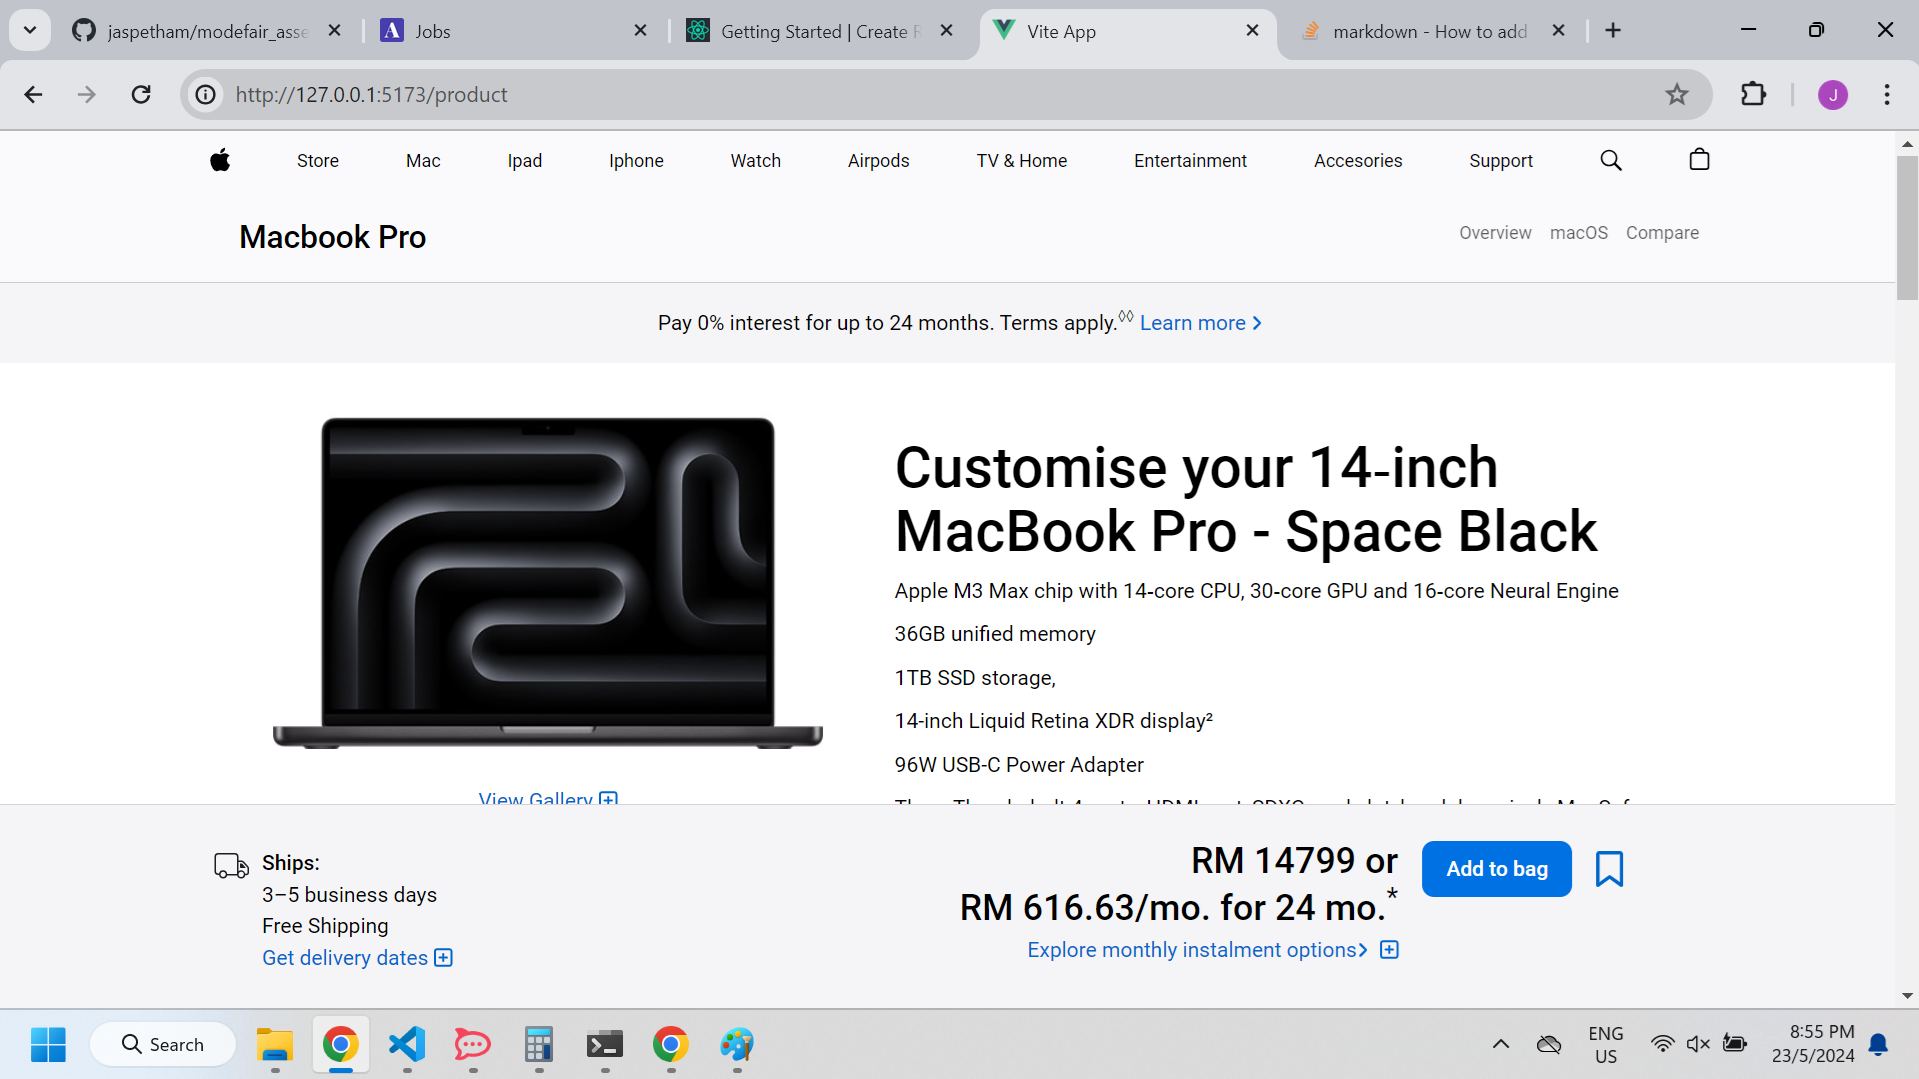 jaspetham/modefair_asse
Jobs
Getting Started | Create R
Vite App
markdown - How to add
http://127.0.0.1:5173/product
J
Store
Mac
Ipad
Iphone
Watch
Airpods
TV & Home
Entertainment
Accesories
Support
Macbook Pro
Overview
macOS
Compare
Pay 0% interest for up to 24 months. Terms apply.◊◊ Learn more
Customise your 14-inch
MacBook Pro - Space Black
Apple M3 Max chip with 14-core CPU, 30-core GPU and 16-core Neural Engine
36GB unified memory
1TB SSD storage,
14-inch Liquid Retina XDR display²
96W USB-C Power Adapter
View Gallery
Ships:
3–5 business days
Free Shipping
Get delivery dates
RM 14799 or
RM 616.63/mo. for 24 mo.*
Explore monthly instalment options
Add to bag
Search
ENG
US
8:55 PM
23/5/2024